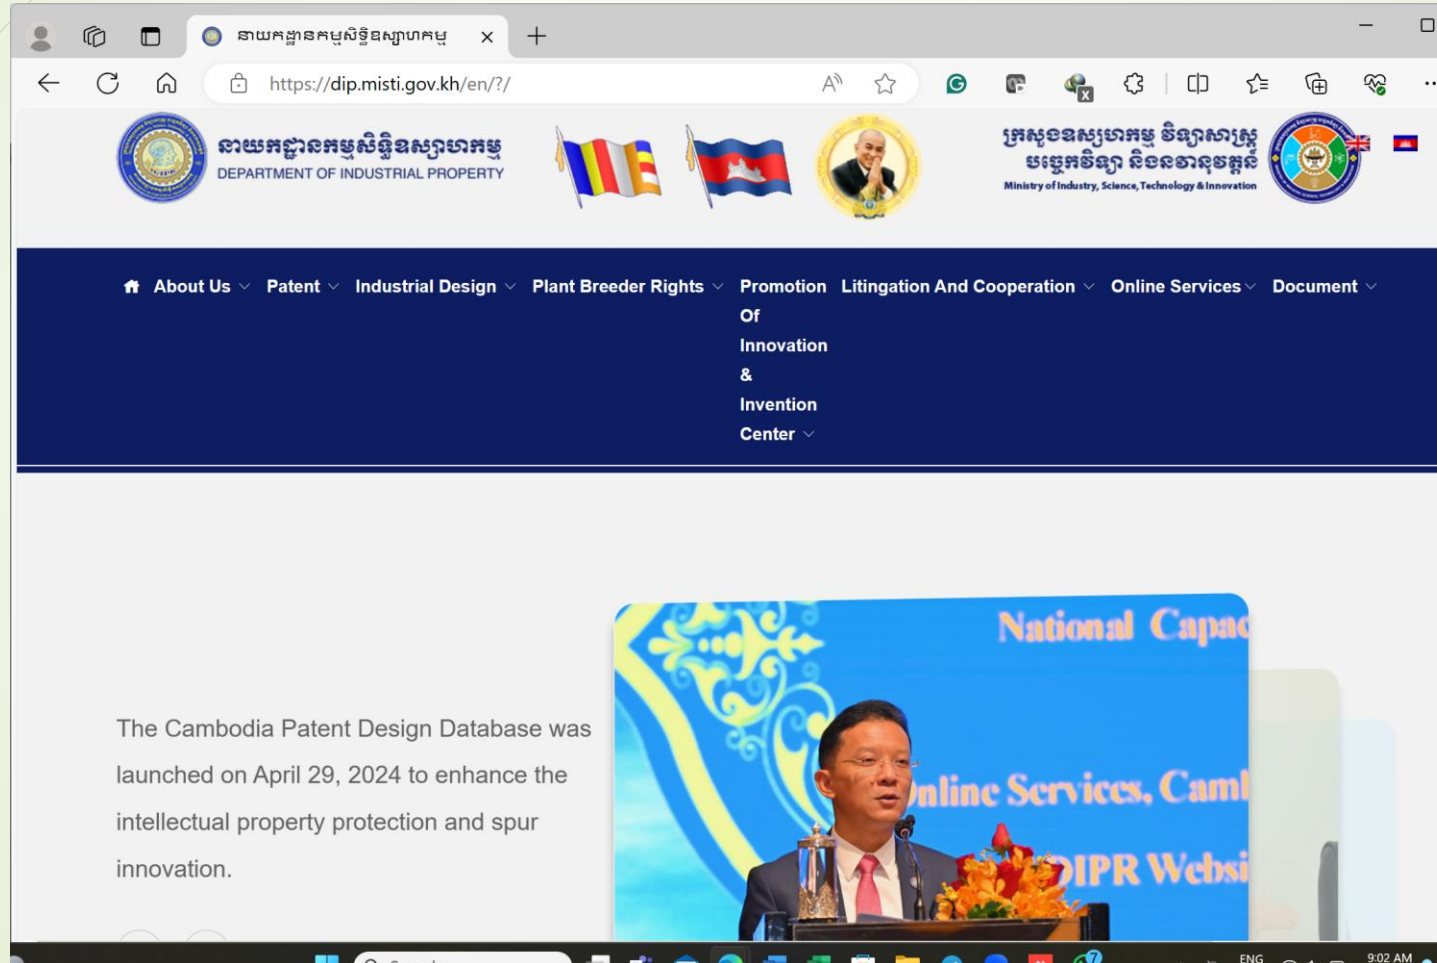 នាយកដ្ឋានកម្មសិទ្ធិឧស្សាហកម្ម
https://dip.misti.gov.kh/en/?/
នាយកដ្ឋានកម្មសិទ្ធិឧស្សាហកម្ម
DEPARTMENT OF INDUSTRIAL PROPERTY
ក្រសួងឧស្សាហកម្ម វិទ្យាសាស្ត្រ
បច្ចេកវិទ្យា និងនវានុវត្តន៍
Ministry of Industry, Science, Technology & Innovation
About Us Patent Industrial Design Plant Breeder Rights Promotion Of Innovation & Invention Center Litingation And Cooperation Online Services Document
National Capac
Online Services, Camb
DIPR Websi
The Cambodia Patent Design Database was
launched on April 29, 2024 to enhance the
intellectual property protection and spur
innovation.
ENG
9:02 AM